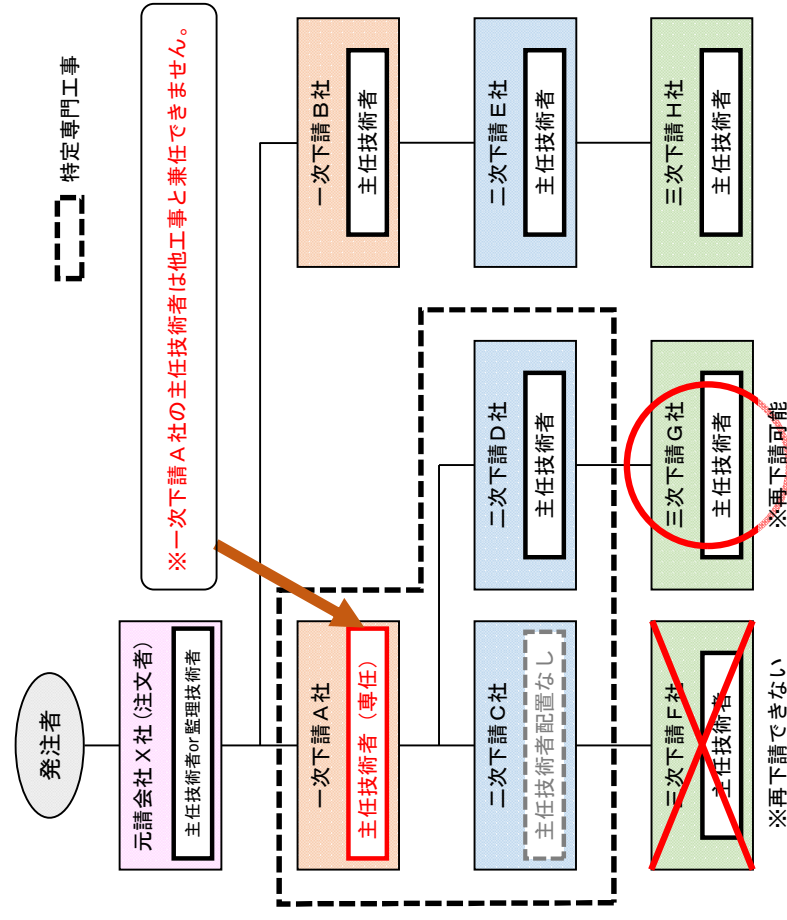 特定専門工事
※一次下請A社の主任技術者は他工事と兼任できません。
発注者
元請会社X社(注文者)
主任技術者or監理技術者
一次下請A社
主任技術者(専任)
一次下請B社
主任技術者
二次下請C社
主任技術者配置なし
二次下請D社
主任技術者
二次下請E社
主任技術者
三次下請F社
主任技術者
※再下請できない
三次下請G社
主任技術者
※再下請可能
三次下請H社
主任技術者